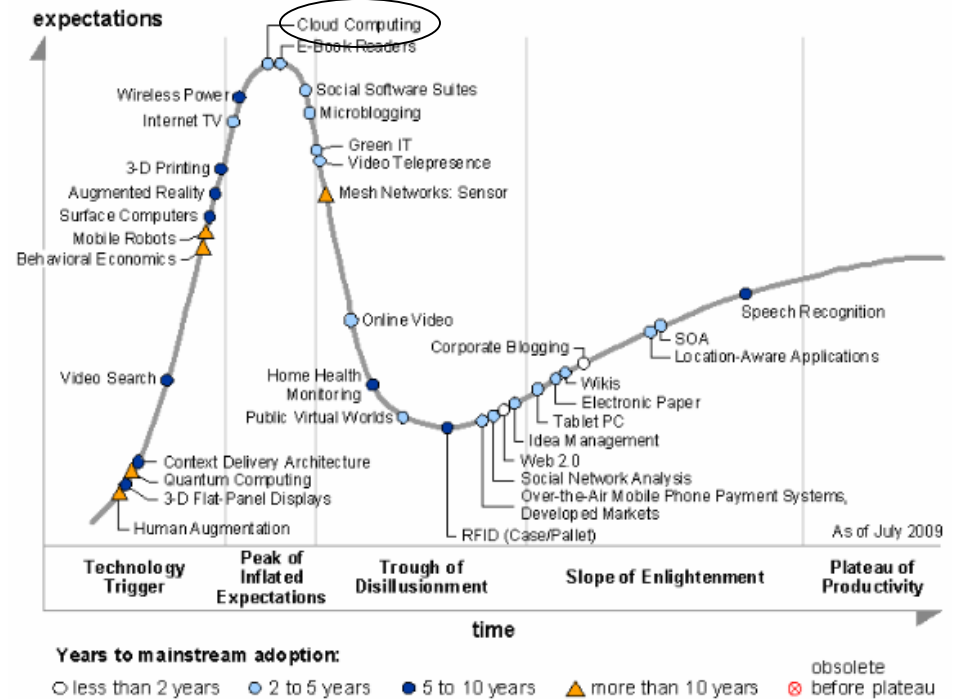 expectations
Cloud Computing
E-Book Readers
Wireless Power
Social Software Suites
Internet TV
Microblogging
Green IT
Video Telepresence
3-D Printing
Augmented Reality
Mesh Networks: Sensor
Surface Computers
Mobile Robots
Behavioral Economics
Online Video
Speech Recognition
SOA
Corporate Blogging
Location-Aware Applications
Video Search
Home Health
Monitoring
Wikis
Electronic Paper
Public Virtual Worlds
Tablet PC
Idea Management
Web 2.0
Context Delivery Architecture
Quantum Computing
Social Network Analysis
3-D Flat-Panel Displays
Over-the-Air Mobile Phone Payment Systems,
Developed Markets
Human Augmentation
RFID (Case/Pallet)
As of July 2009
Technology
Trigger
Peak of
Inflated
Expectations
Trough of
Disillusionment
Slope of Enlightenment
Plateau of
Productivity
time
Years to mainstream adoption:
less than 2 years
2 to 5 years
5 to 10 years
more than 10 years
obsolete
before plateau